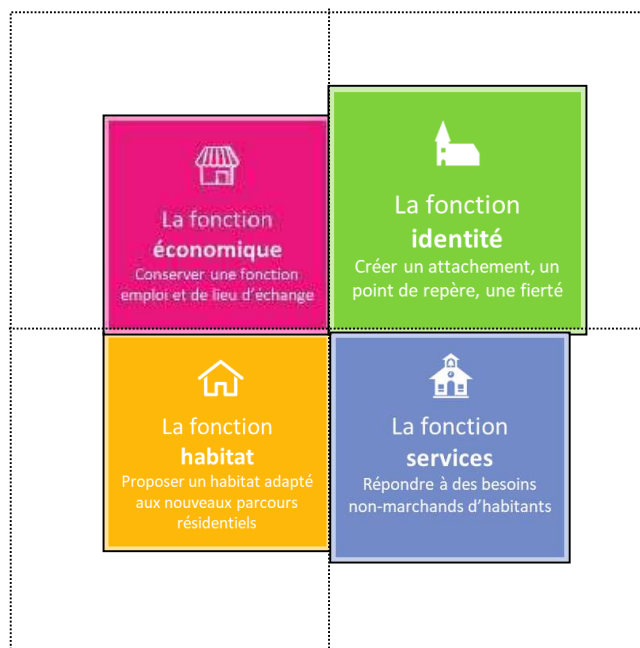 La fonction
économique
Conserver une fonction
emploi et de lieu d'échange
La fonction
identité
Créer un attachement, un
point de repère, une fierté
La fonction
habitat
Proposer un habitat adapté
aux nouveaux parcours
résidentiels
La fonction
services
Répondre à des besoins
non-marchands d'habitants